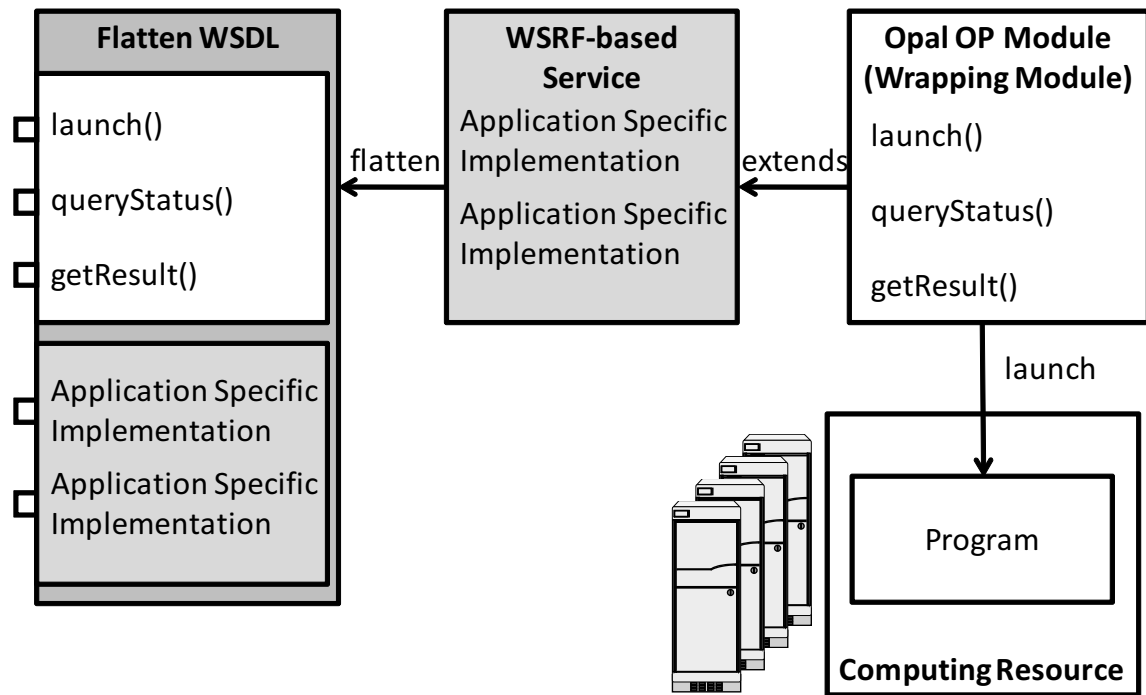 Flatten WSDL
launch()
queryStatus()
getResult()
Application Specific
Implementation
Application Specific
Implementation
flatten
WSRF-based
Service
Application Specific
Implementation
Application Specific
Implementation
extends
Opal OP Module
(Wrapping Module)
launch()
queryStatus()
getResult()
launch
Program
Computing Resource